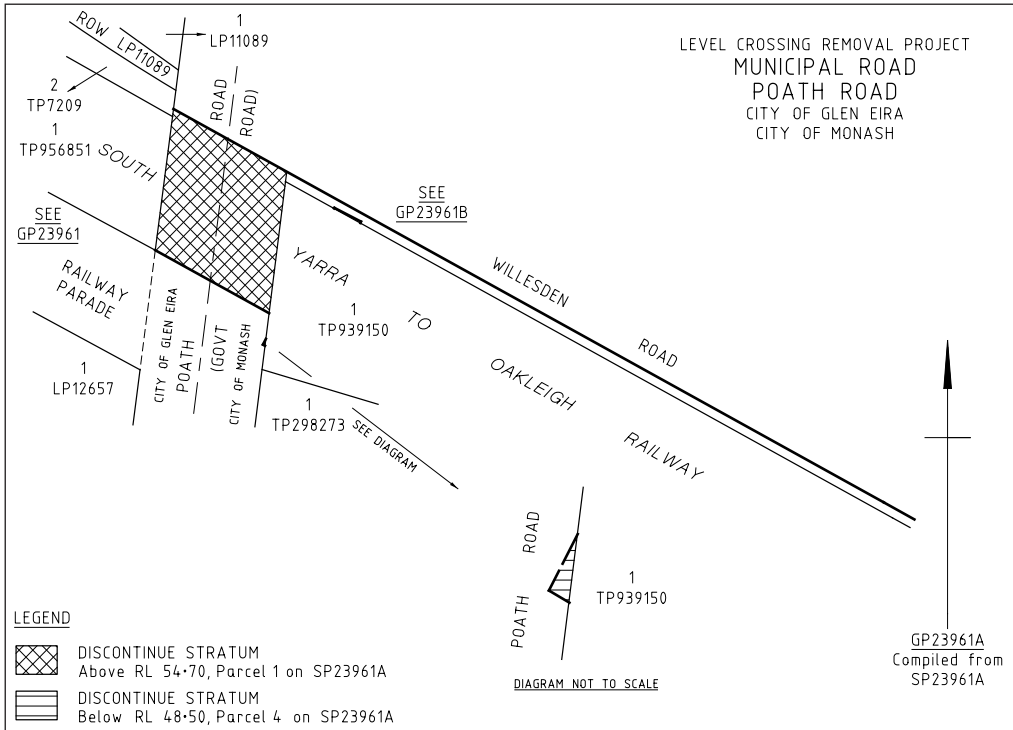 LEVEL CROSSING REMOVAL PROJECT
MUNICIPAL ROAD
POATH ROAD
CITY OF GLEN EIRA
CITY OF MONASH
ROW LP11089
1
LP11089
2
TP7209
1
TP956851
SOUTH
ROAD
ROAD)
SEE
GP23961
SEE
GP23961B
RAILWAY
PARADE
YARRA
TO
OAKLEIGH
RAILWAY
WILLESDEN
ROAD
1
TP939150
CITY OF GLEN EIRA
POATH
(GOVT
CITY OF MONASH
1
LP12657
1
TP298273
SEE DIAGRAM
POATH ROAD
1
TP939150
DIAGRAM NOT TO SCALE
LEGEND
DISCONTINUE STRATUM
Above RL 54·70, Parcel 1 on SP23961A
DISCONTINUE STRATUM
Below RL 48·50, Parcel 4 on SP23961A
GP23961A
Compiled from
SP23961A